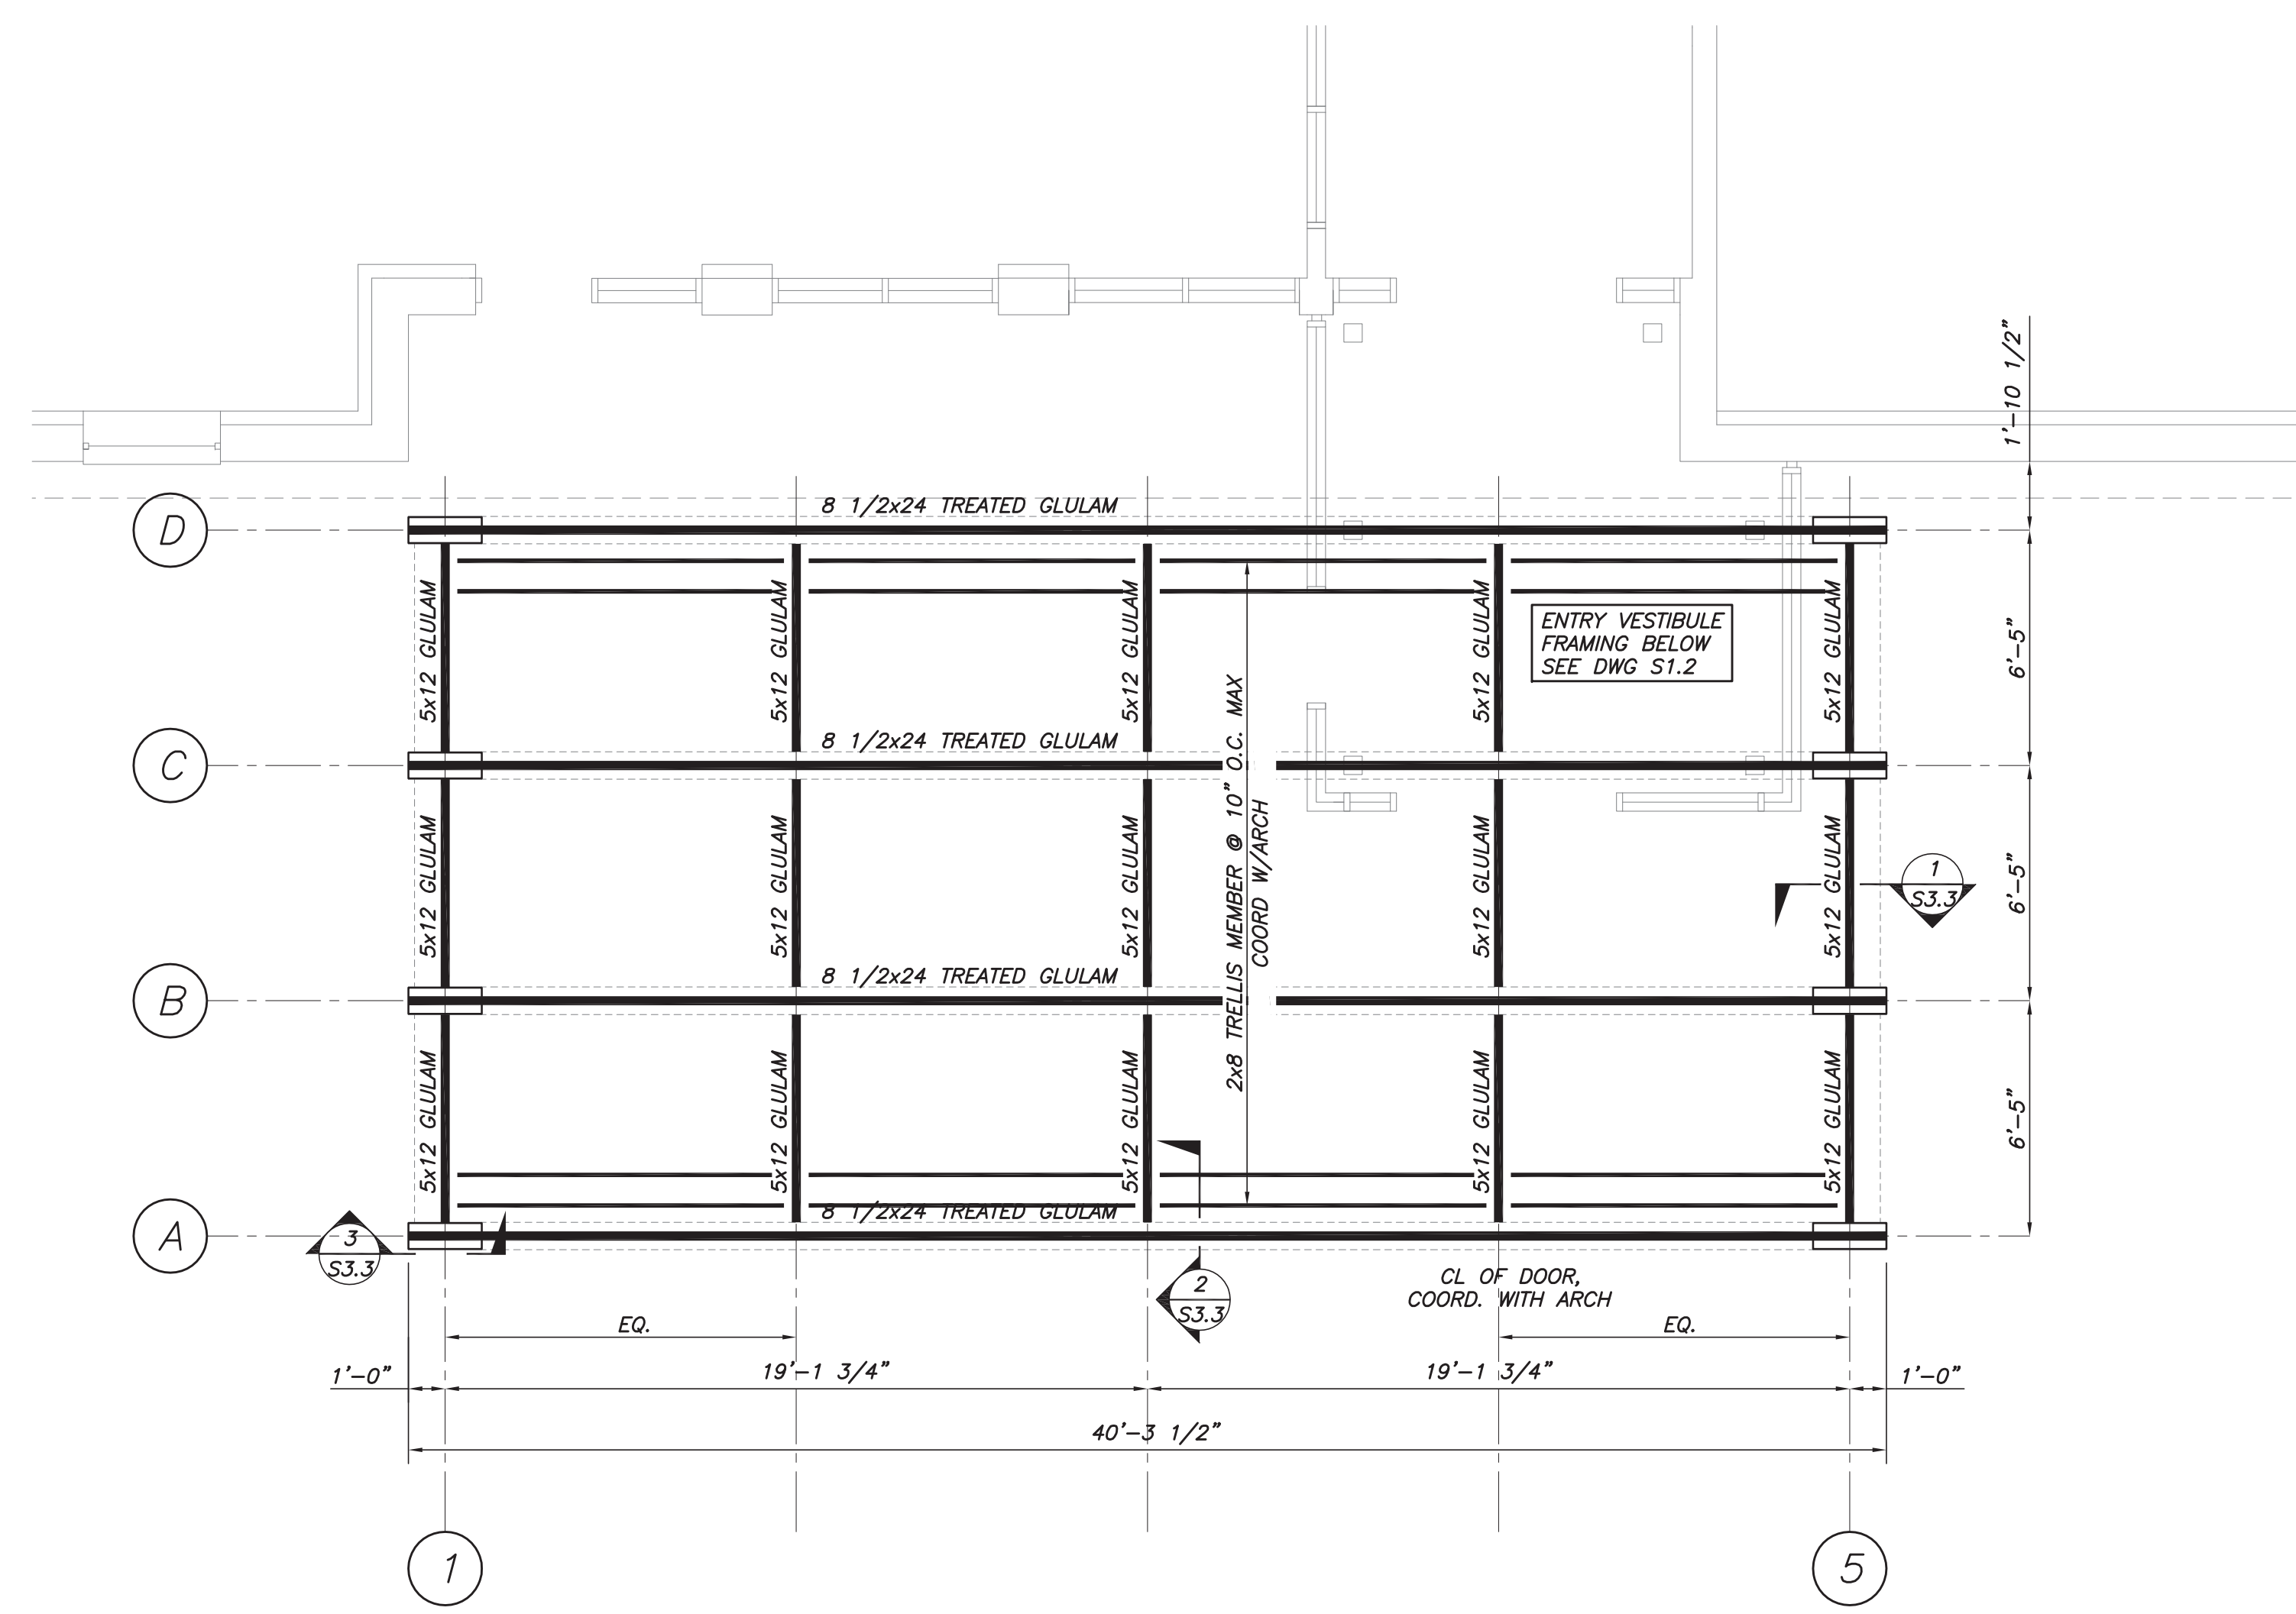 1'-10 1/2"
D
8 1/2x24 TREATED GLULAM
5x12 GLULAM
5x12 GLULAM
5x12 GLULAM
5x12 GLULAM
5x12 GLULAM
ENTRY VESTIBULE
FRAMING BELOW
SEE DWG S1.2
6'-5"
C
8 1/2x24 TREATED GLULAM
2x8 TRELLIS MEMBER @ 10" O.C. MAX
COORD W/ARCH
5x12 GLULAM
5x12 GLULAM
5x12 GLULAM
5x12 GLULAM
5x12 GLULAM
1
S3.3
6'-5"
B
8 1/2x24 TREATED GLULAM
5x12 GLULAM
5x12 GLULAM
5x12 GLULAM
5x12 GLULAM
5x12 GLULAM
6'-5"
A
8 1/2x24 TREATED GLULAM
3
S3.3
2
S3.3
CL OF DOOR,
COORD. WITH ARCH
EQ.
EQ.
1'-0"
19'-1 3/4"
19'-1 3/4"
1'-0"
40'-3 1/2"
1
5